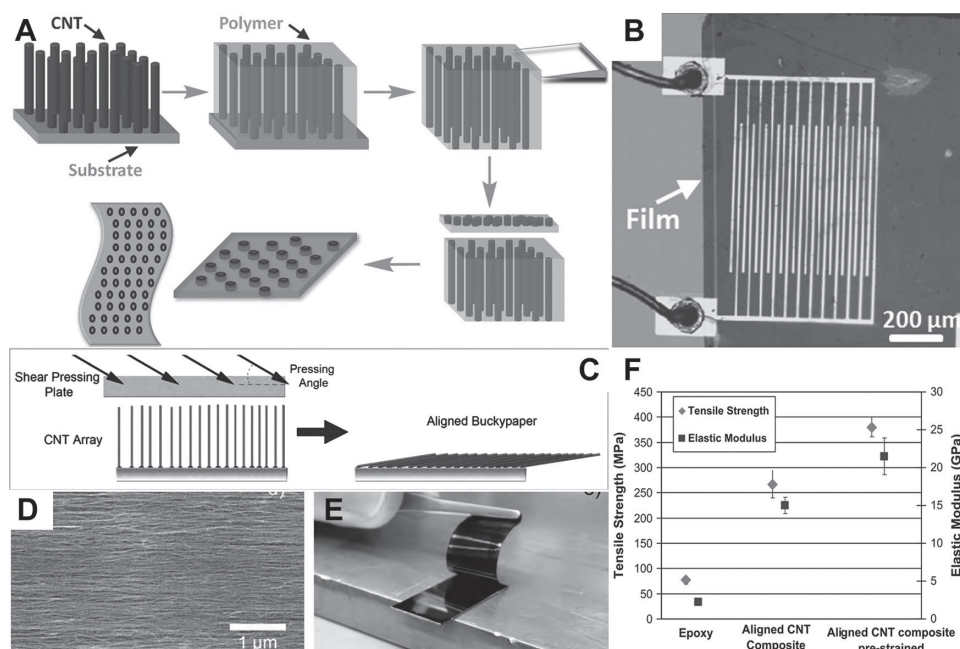 A
CNT
Polymer
Substrate
B
Film
200 µm
C
Shear Pressing
Plate
Pressing
Angle
CNT Array
Aligned Buckypaper
D
1 µm
E
F
Tensile Strength (MPa)
450
400
350
300
250
200
150
100
50
0
Tensile Strength
Elastic Modulus
30
25
20
15
10
5
0
Elastic Modulus (GPa)
Epoxy
Aligned CNT
Composite
Aligned CNT composite
pre-strained